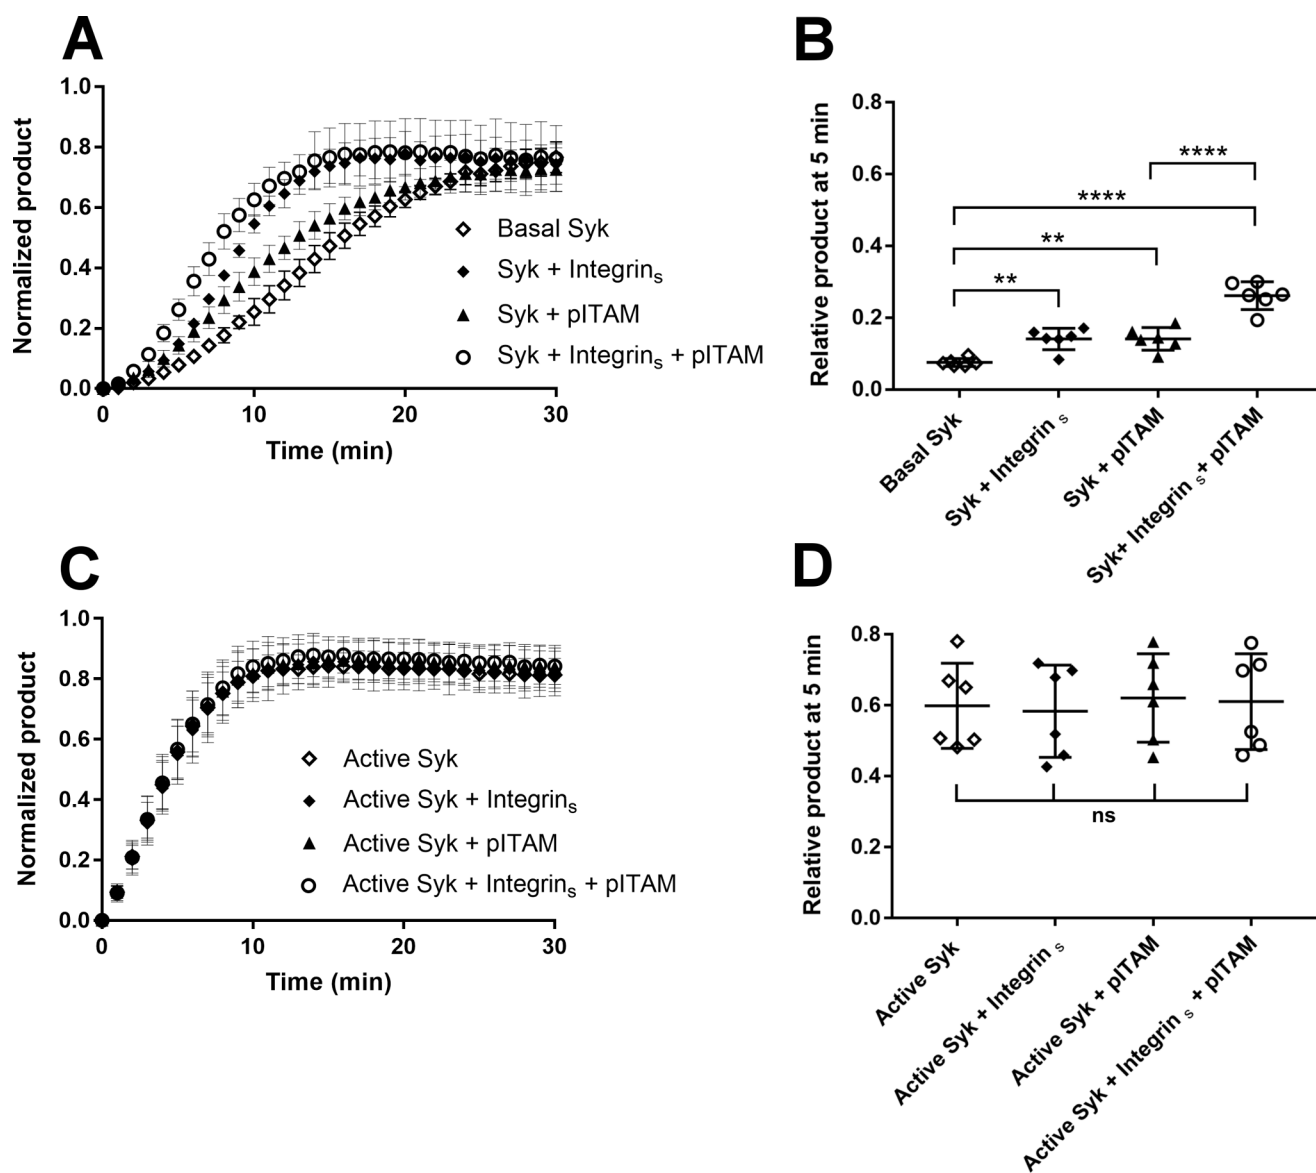 A
Normalized product
1.0
0.8
0.6
0.4
0.2
0.0
0
10
20
30
Time (min)
Basal Syk
Syk + Integrins
Syk + pITAM
Syk + Integrins + pITAM
B
Relative product at 5 min
0.8
0.6
0.4
0.2
0.0
****
****
**
**
Basal Syk
Syk + Integrin s
Syk + pITAM
Syk+ Integrin s+ pITAM
C
Normalized product
1.0
0.8
0.6
0.4
0.2
0.0
0
10
20
30
Time (min)
Active Syk
Active Syk + Integrins
Active Syk + pITAM
Active Syk + Integrins + pITAM
D
Relative product at 5 min
0.8
0.6
0.4
0.2
0.0
ns
Active Syk
Active Syk + Integrin s
Active Syk + pITAM
Active Syk + Integrin s + pITAM